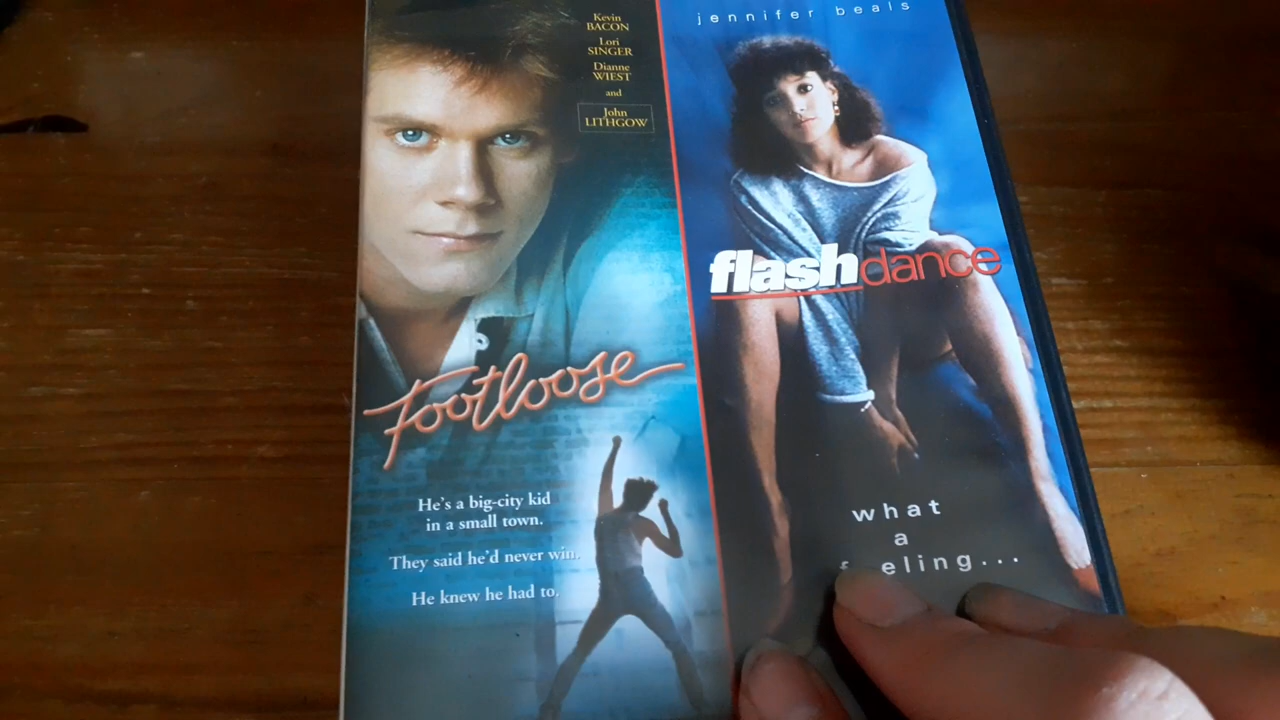 Kevin
BACON
Lori
SINGER
Dianne
WIEST
and
John
LITHGOW
Footloose
He's a big-city kid
in a small town.
They said he'd never win.
He knew he had to.
jennifer beals
flashdance
what
a
feeling...